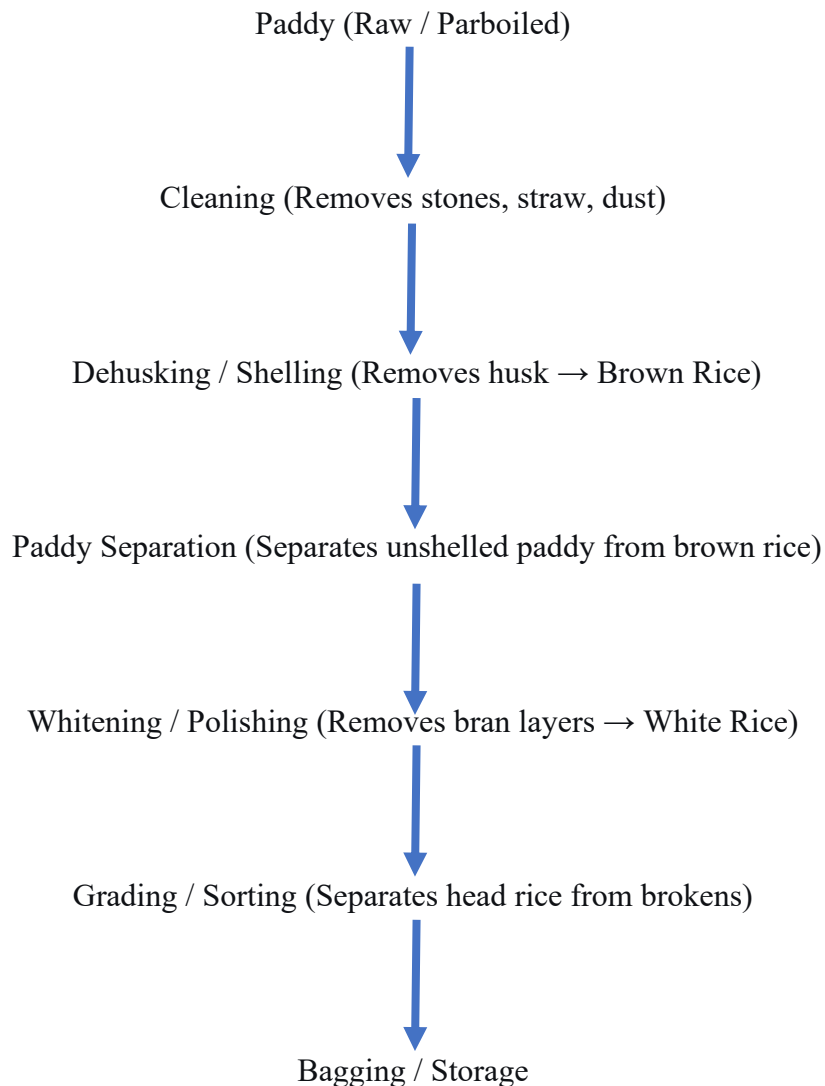 Paddy (Raw / Parboiled)
Cleaning (Removes stones, straw, dust)
Dehusking / Shelling (Removes husk → Brown Rice)
Paddy Separation (Separates unshelled paddy from brown rice)
Whitening / Polishing (Removes bran layers → White Rice)
Grading / Sorting (Separates head rice from brokens)
Bagging / Storage